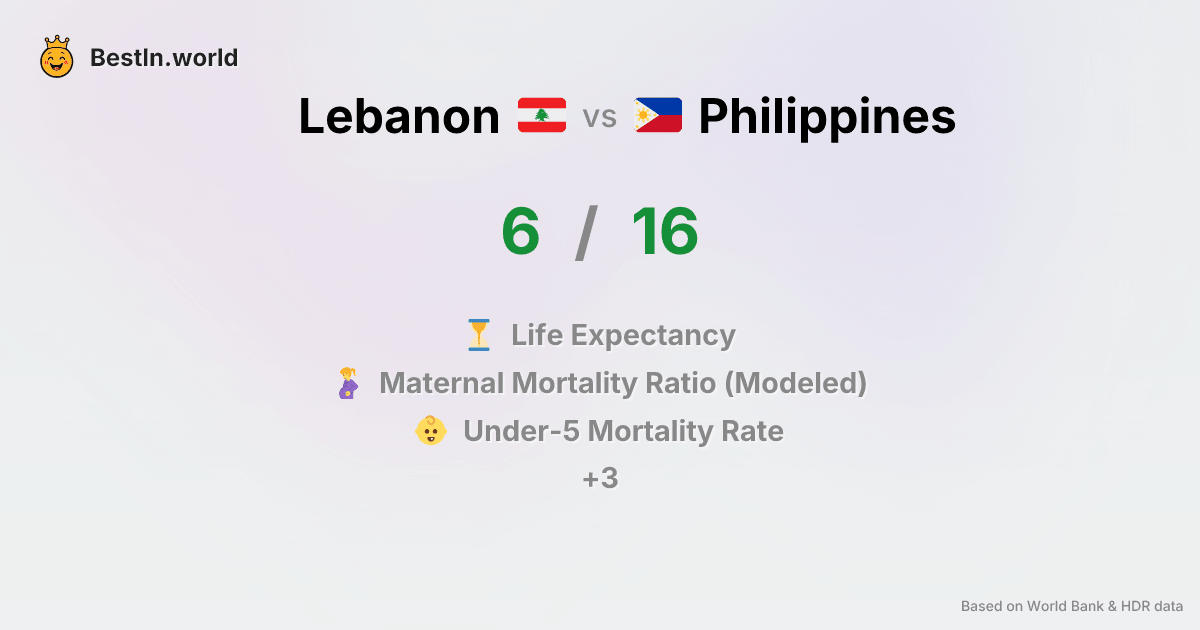 BestIn.world
Lebanon vs Philippines
6 / 16
Life Expectancy
Maternal Mortality Ratio (Modeled)
Under-5 Mortality Rate
+3
Based on World Bank & HDR data